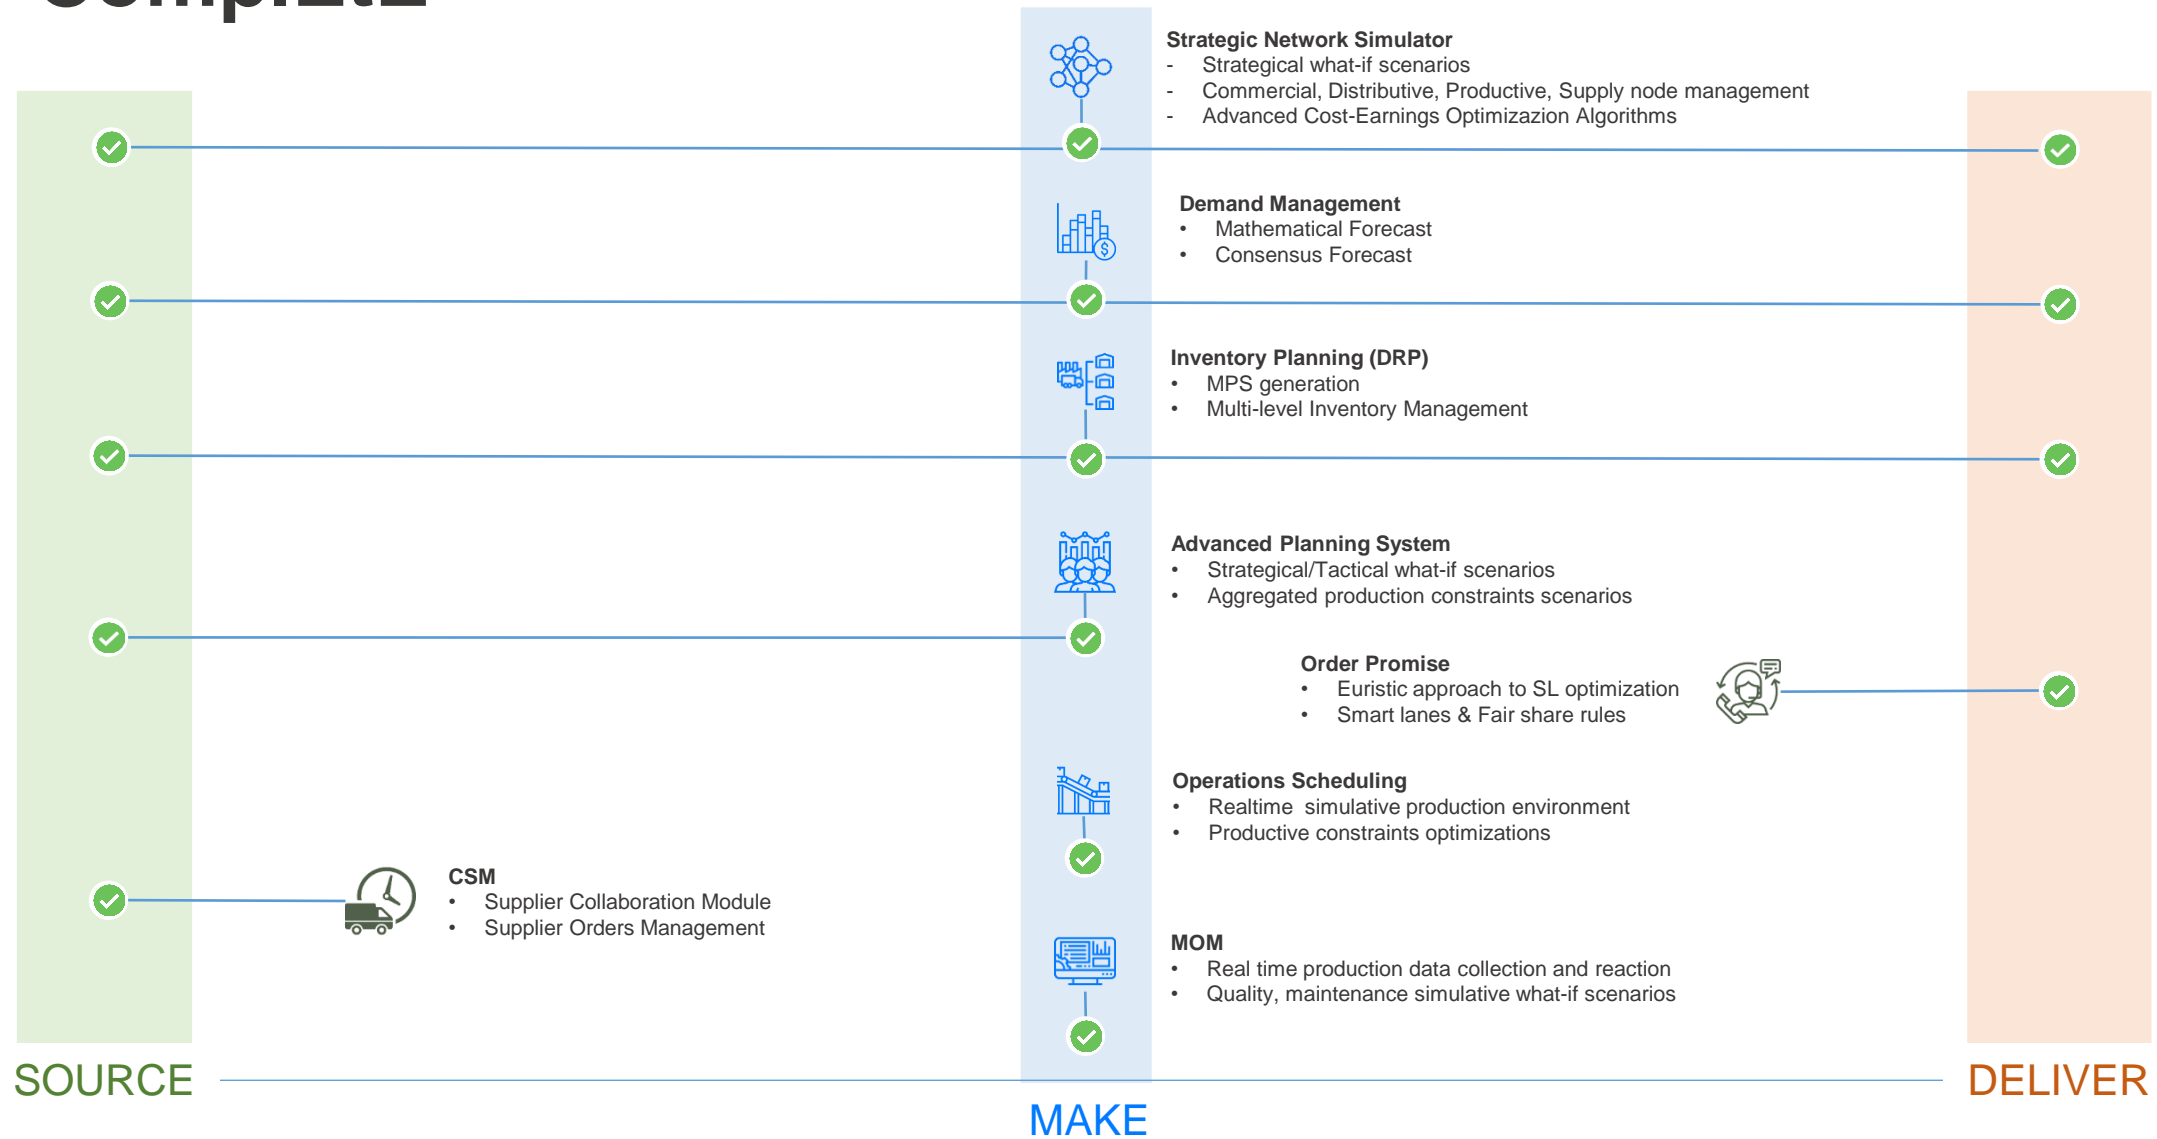 Strategic Network Simulator
- Strategical what-if scenarios
- Commercial, Distributive, Productive, Supply node management
- Advanced Cost-Earnings Optimizazion Algorithms
Demand Management
• Mathematical Forecast
• Consensus Forecast
Inventory Planning (DRP)
• MPS generation
• Multi-level Inventory Management
Advanced Planning System
• Strategical/Tactical what-if scenarios
• Aggregated production constraints scenarios
Order Promise
• Euristic approach to SL optimization
• Smart lanes & Fair share rules
Operations Scheduling
• Realtime  simulative production environment
• Productive constraints optimizations
CSM
• Supplier Collaboration Module
• Supplier Orders Management
MOM
• Real time production data collection and reaction
• Quality, maintenance simulative what-if scenarios
SOURCE
MAKE
DELIVER